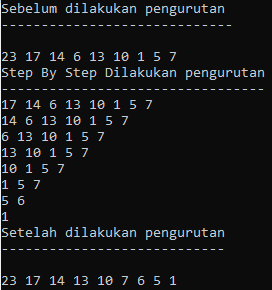 Sebelum dilakukan pengurutan
-----------------------------
23 17 14 6 13 10 1 5 7
Step By Step Dilakukan pengurutan
---------------------------------
17 14 6 13 10 1 5 7
14 6 13 10 1 5 7
6 13 10 1 5 7
13 10 1 5 7
10 1 5 7
1 5 7
5 6
1
Setelah dilakukan pengurutan
----------------------------
23 17 14 13 10 7 6 5 1